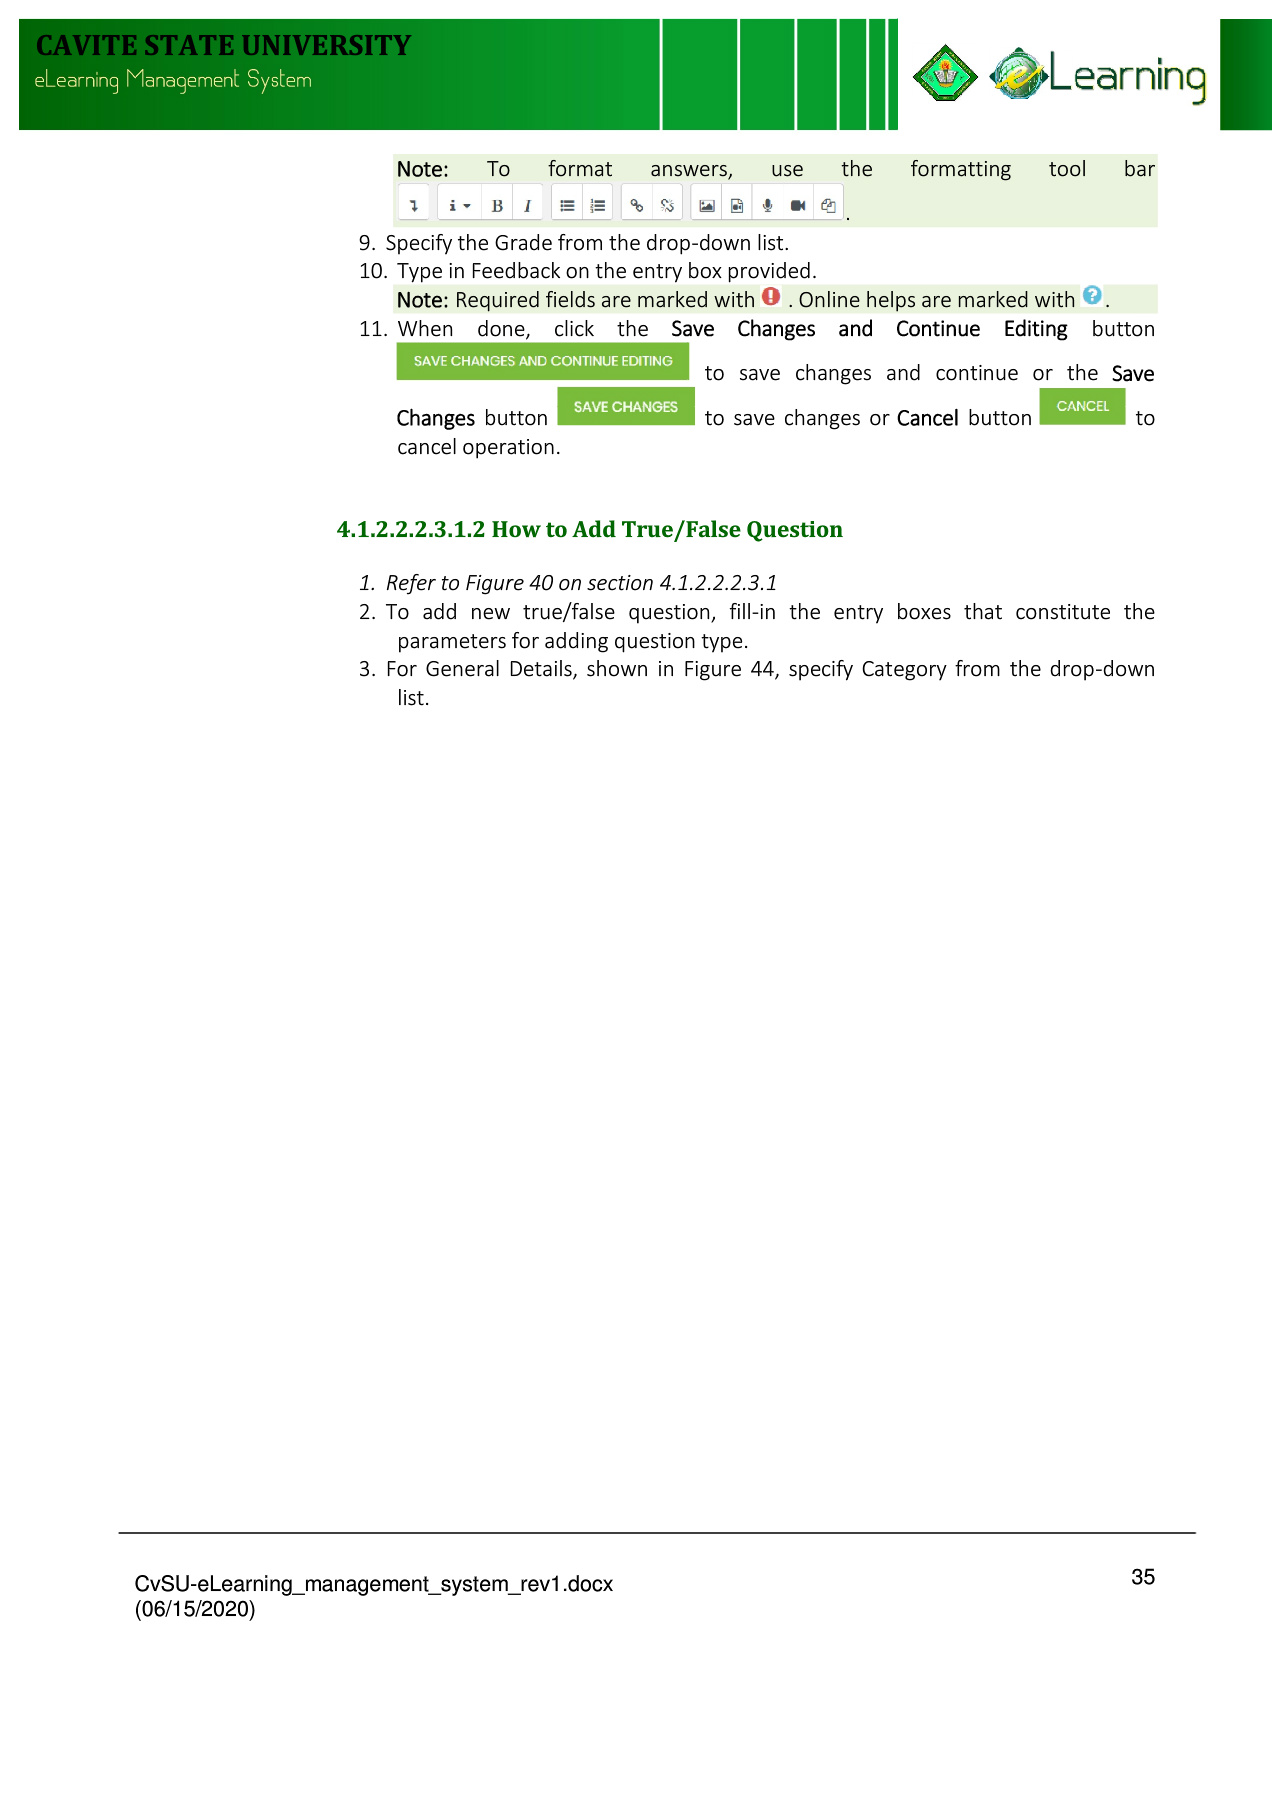 CAVITE STATE UNIVERSITY
eLearning Management System
eLearning
Note: To format answers, use the formatting tool bar
i B I
.
9. Specify the Grade from the drop-down list.
10. Type in Feedback on the entry box provided.
Note: Required fields are marked with ! . Online helps are marked with ? .
11. When done, click the Save Changes and Continue Editing button
SAVE CHANGES AND CONTINUE EDITING to save changes and continue or the Save
Changes button SAVE CHANGES to save changes or Cancel button CANCEL to
cancel operation.
4.1.2.2.2.3.1.2 How to Add True/False Question
1. Refer to Figure 40 on section 4.1.2.2.2.3.1
2. To add new true/false question, fill-in the entry boxes that constitute the
parameters for adding question type.
3. For General Details, shown in Figure 44, specify Category from the drop-down
list.
CvSU-eLearning_management_system_rev1.docx 35
(06/15/2020)